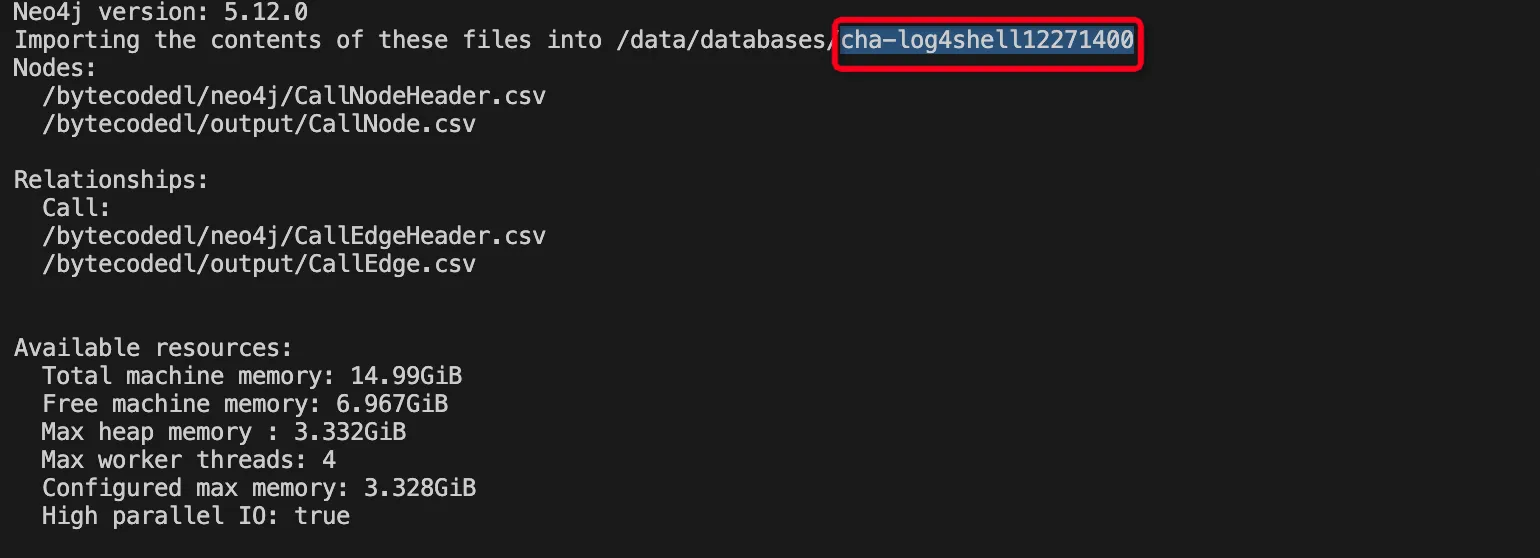 Neo4j version: 5.12.0
Importing the contents of these files into /data/databases/cha-log4shell12271400
Nodes:
  /bytecodedl/neo4j/CallNodeHeader.csv
  /bytecodedl/output/CallNode.csv
Relationships:
  Call:
  /bytecodedl/neo4j/CallEdgeHeader.csv
  /bytecodedl/output/CallEdge.csv
Available resources:
  Total machine memory: 14.99GiB
  Free machine memory: 6.967GiB
  Max heap memory : 3.332GiB
  Max worker threads: 4
  Configured max memory: 3.328GiB
  High parallel IO: true